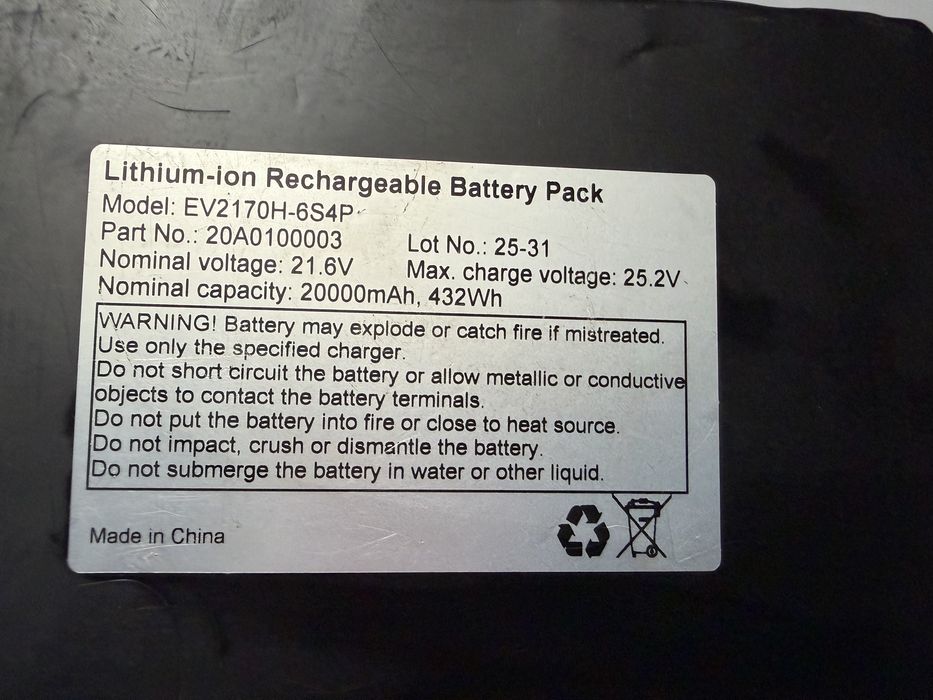 Lithium-ion Rechargeable Battery Pack
Model: EV2170H-6S4P
Part No.: 20A0100003 Lot No.: 25-31
Nominal voltage: 21.6V Max. charge voltage: 25.2V
Nominal capacity: 20000mAh, 432Wh
WARNING! Battery may explode or catch fire if mistreated.
Use only the specified charger.
Do not short circuit the battery or allow metallic or conductive
objects to contact the battery terminals.
Do not put the battery into fire or close to heat source.
Do not impact, crush or dismantle the battery.
Do not submerge the battery in water or other liquid.
Made in China